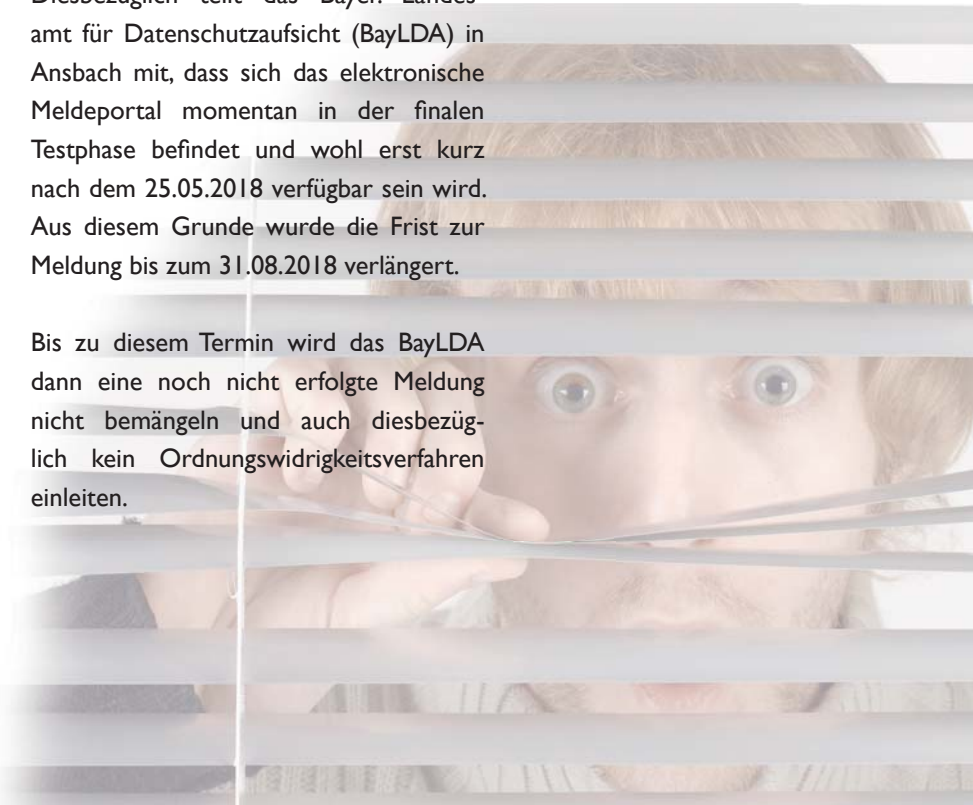 Diesbezüglich teilt das Bayer. Landes-
amt für Datenschutzaufsicht (BayLDA) in
Ansbach mit, dass sich das elektronische
Meldeportal momentan in der finalen
Testphase befindet und wohl erst kurz
nach dem 25.05.2018 verfügbar sein wird.
Aus diesem Grunde wurde die Frist zur
Meldung bis zum 31.08.2018 verlängert.
Bis zu diesem Termin wird das BayLDA
dann eine noch nicht erfolgte Meldung
nicht bemängeln und auch diesbezüg-
lich kein Ordnungswidrigkeitsverfahren
einleiten.